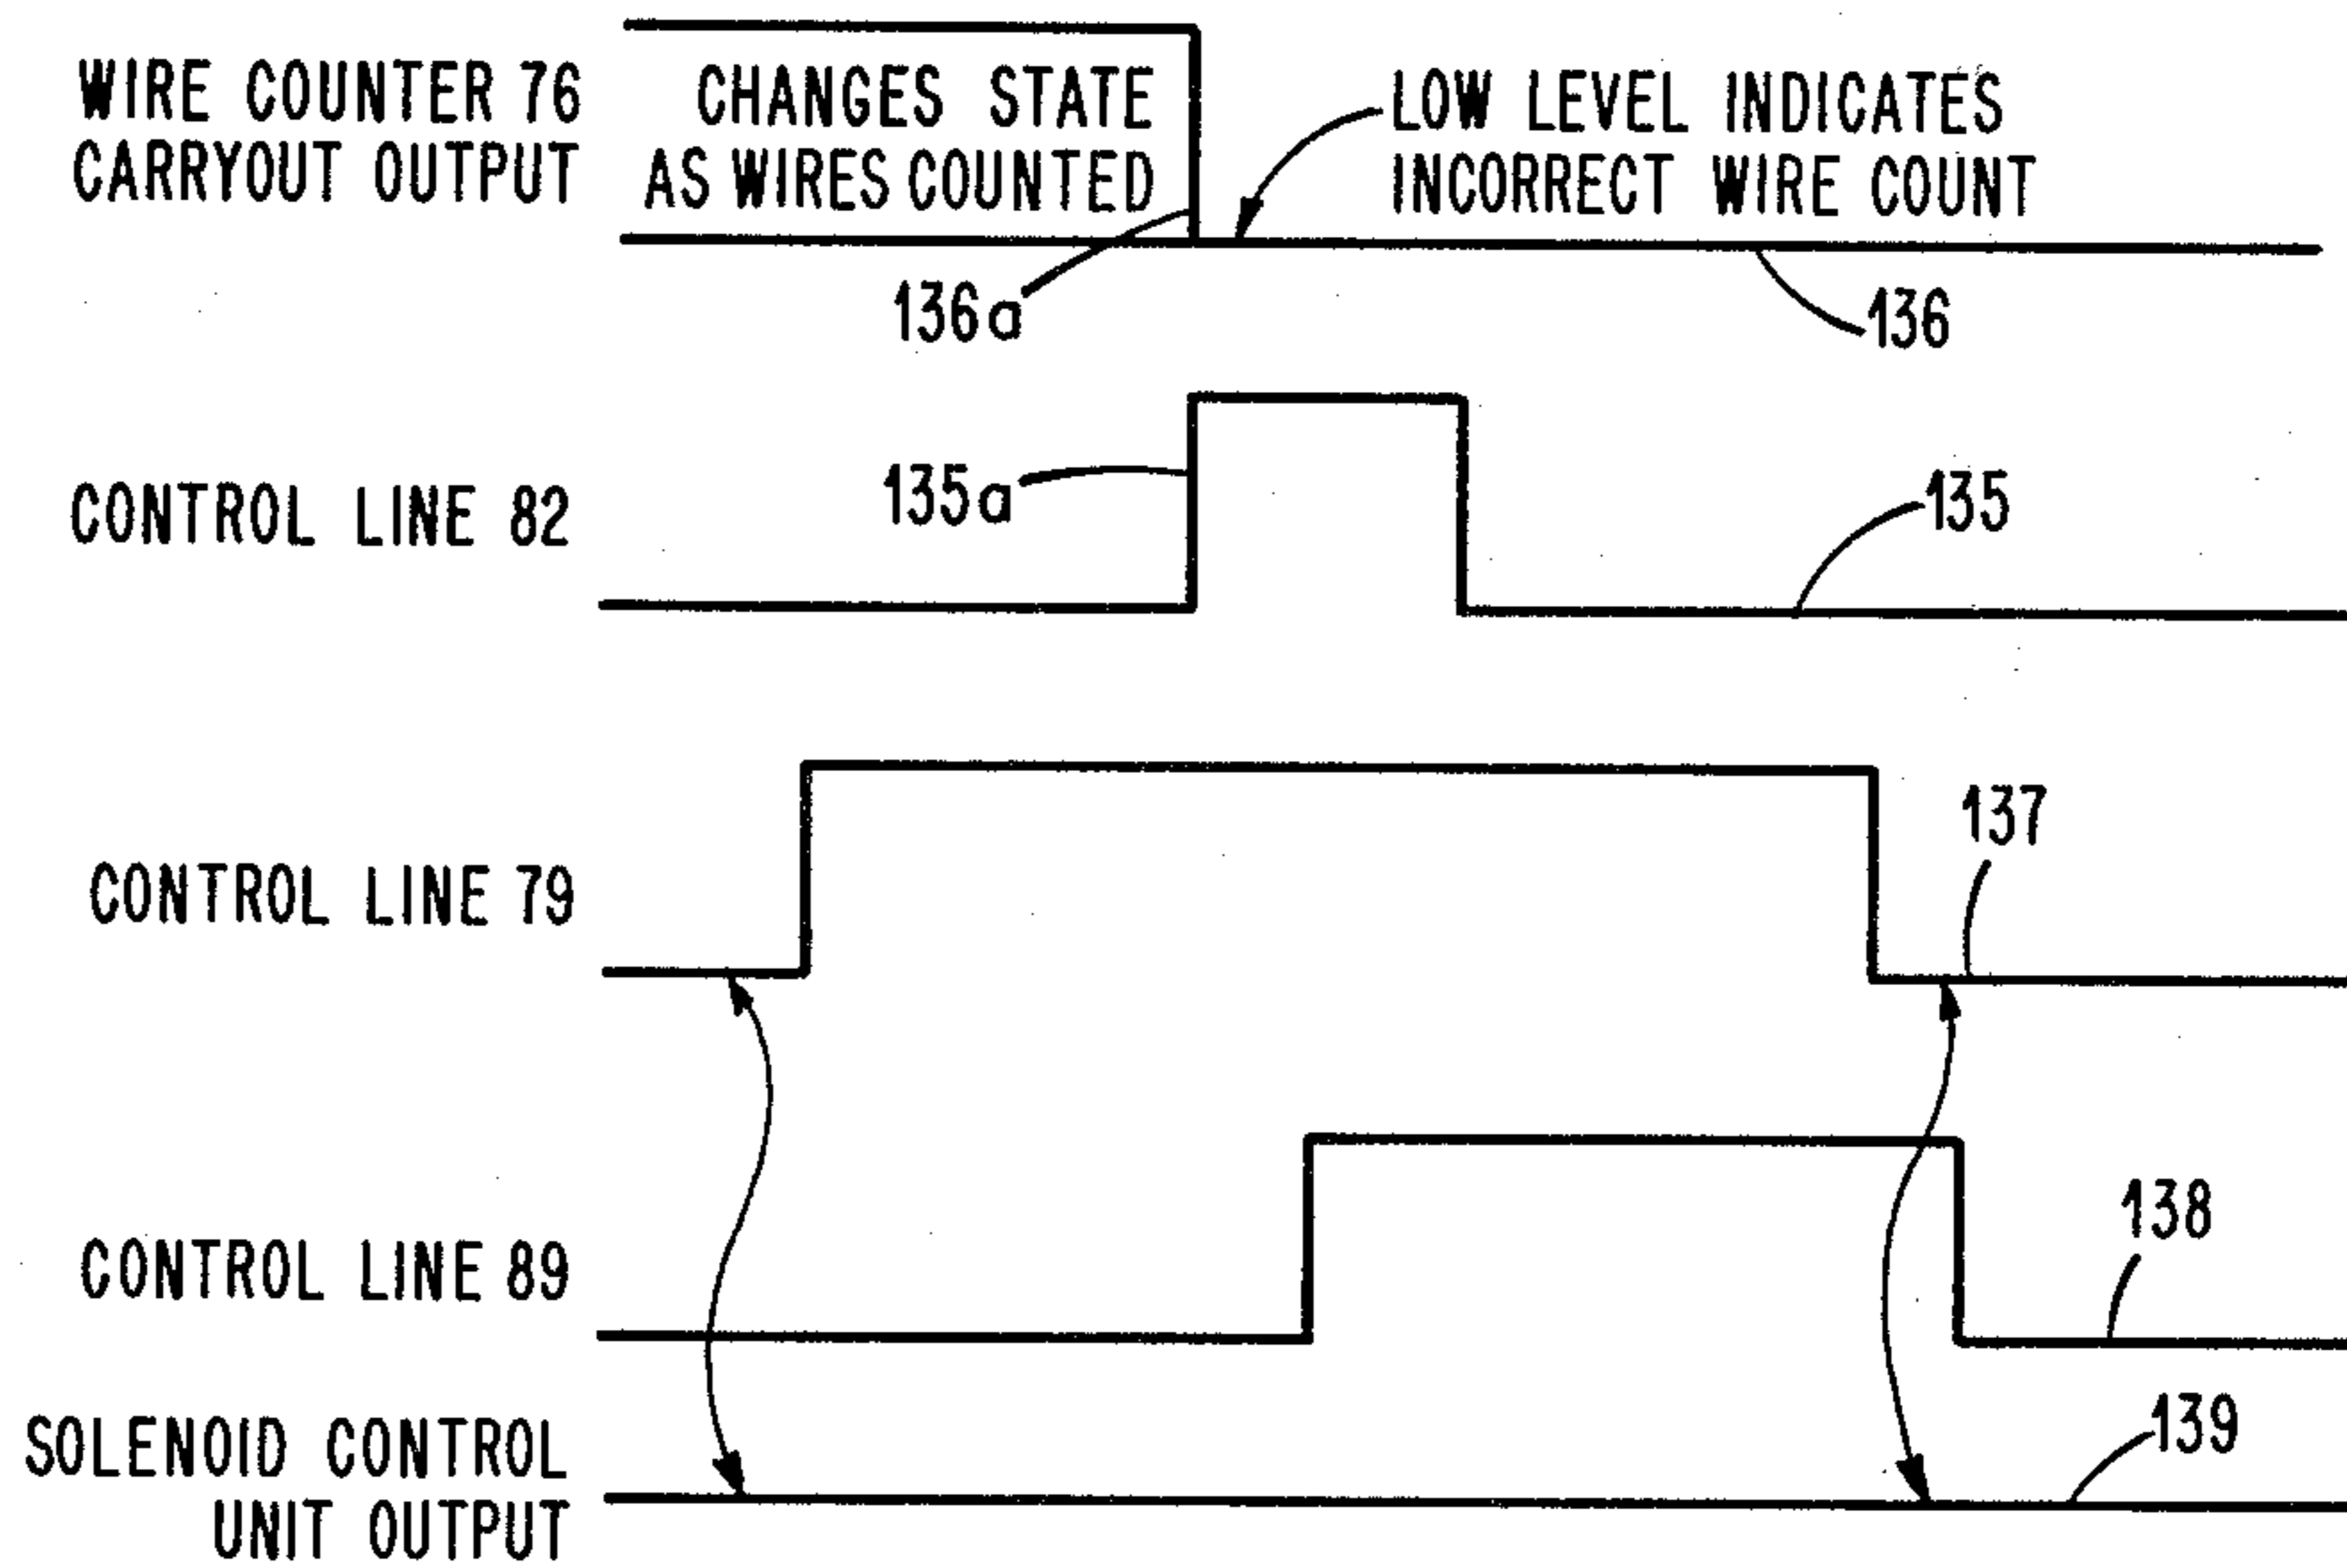 WIRE COUNTER 76
CARRYOUT OUTPUT
CHANGES STATE
AS WIRES COUNTED
LOW LEVEL INDICATES
INCORRECT WIRE COUNT
136a
136
CONTROL LINE 82
135a
135
CONTROL LINE 79
137
CONTROL LINE 89
138
SOLENOID CONTROL
UNIT OUTPUT
139